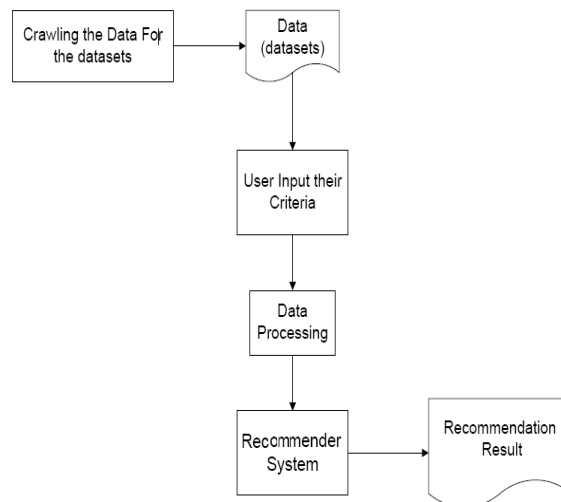 Crawling the Data For
the datasets
Data
(datasets)
User Input their
Criteria
Data
Processing
Recommender
System
Recommendation
Result